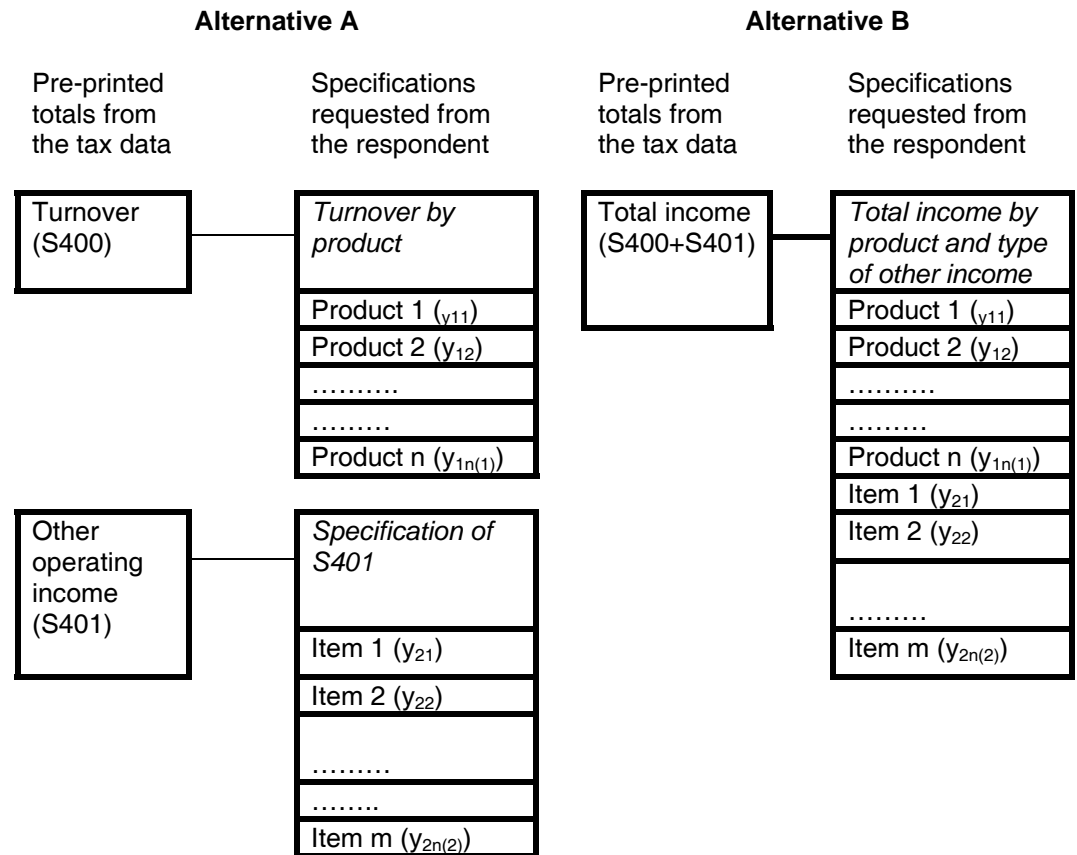 Alternative A
Pre-printed
totals from
the tax data
Specifications
requested from
the respondent
Turnover
(S400)
Turnover by
product
Product 1 (y11)
Product 2 (y12)
……….
………
Product n (y1n(1))
Other
operating
income
(S401)
Specification of
S401
Item 1 (y21)
Item 2 (y22)
………
……..
Item m (y2n(2))
Alternative B
Pre-printed
totals from
the tax data
Specifications
requested from
the respondent
Total income
(S400+S401)
Total income by
product and type
of other income
Product 1 (y11)
Product 2 (y12)
……….
………
Product n (y1n(1))
Item 1 (y21)
Item 2 (y22)
………
Item m (y2n(2))